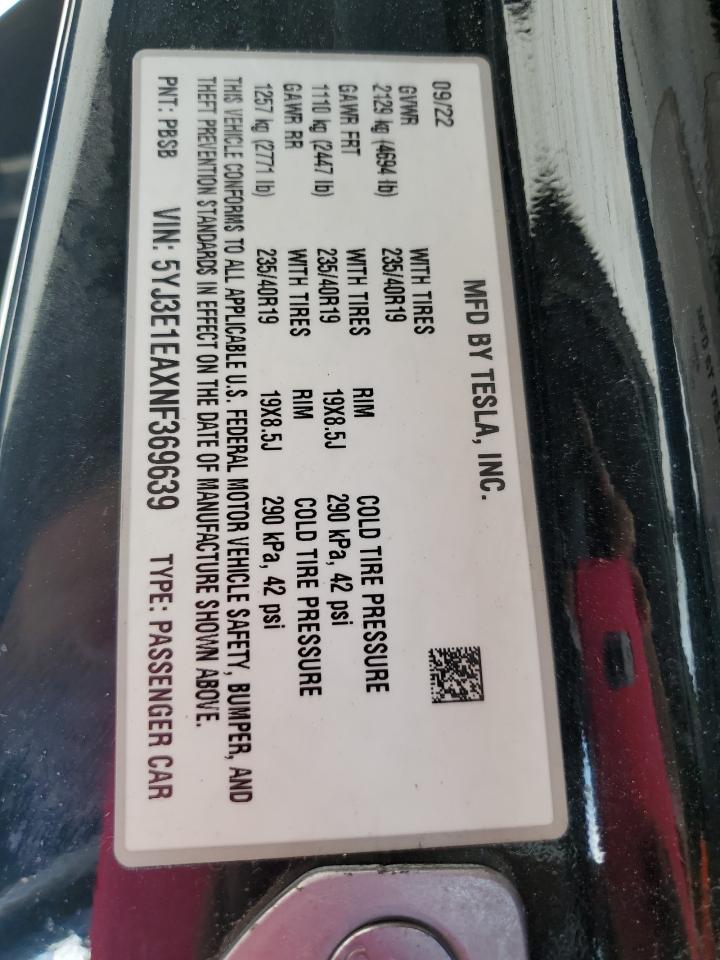 MFD BY TESLA, INC.
09/22
GVWR WITH TIRES
2129 kg (4694 lb) 235/40R19
GAWR FRT WITH TIRES RIM COLD TIRE PRESSURE
1110 kg (2447 lb) 235/40R19 19X8.5J 290 kPa, 42 psi
GAWR RR WITH TIRES RIM COLD TIRE PRESSURE
1257 kg (2771 lb) 235/40R19 19X8.5J 290 kPa, 42 psi
THIS VEHICLE CONFORMS TO ALL APPLICABLE U.S. FEDERAL MOTOR VEHICLE SAFETY, BUMPER, AND
THEFT PREVENTION STANDARDS IN EFFECT ON THE DATE OF MANUFACTURE SHOWN ABOVE.
PNT: PBSB VIN: 5YJ3E1EAXNF369639 TYPE: PASSENGER CAR